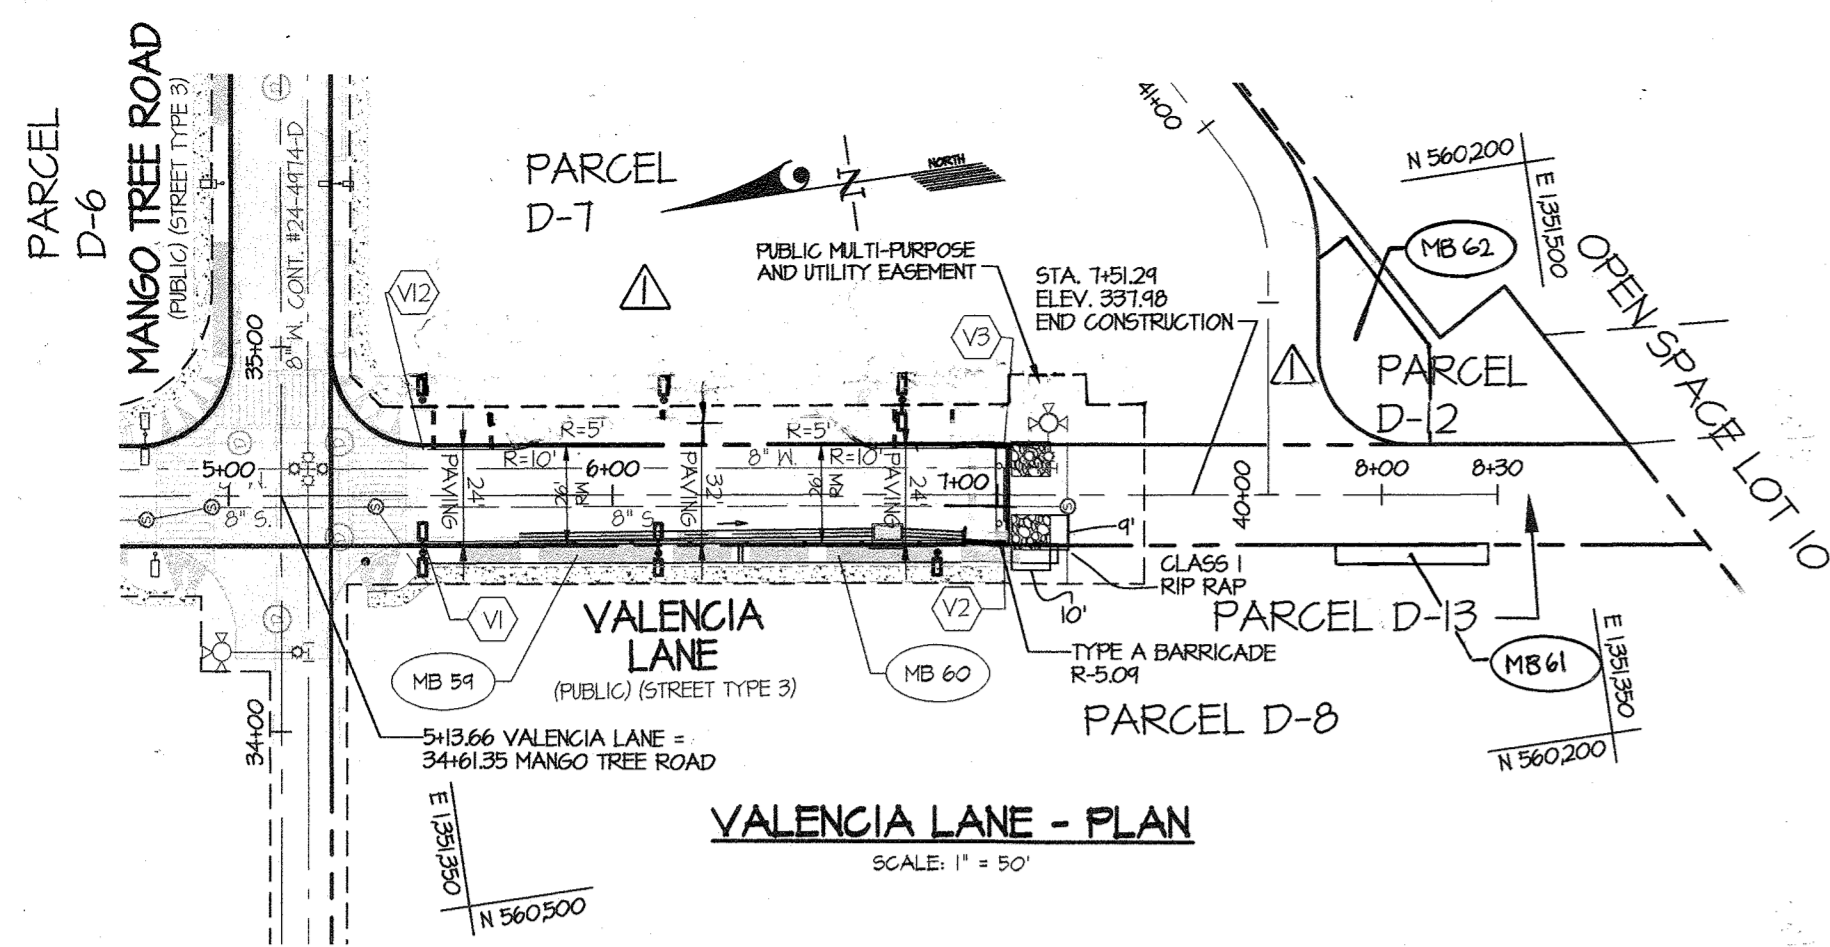 PARCEL
D-6
MANGO TREE ROAD
(PUBLIC) (STREET TYPE 3)
8" W. CONT. #24-4974-D
35+00
34+00
PARCEL
D-7
NORTH
N
PUBLIC MULTI-PURPOSE
AND UTILITY EASEMENT
STA. 7+51.29
ELEV. 337.98
END CONSTRUCTION
41+00
N 560,200
E 1,351,500
MB 62
OPEN SPACE LOT 10
1
1
V12
V3
PARCEL
D-12
R=5'
R=5'
R=10'
R=10'
8" W.
5+00
6+00
7+00
40+00
8+00
8+30
24'
PAVING
26'
32'
PAVING
26'
24'
PAVING
8" S.
8" S.
S
S
S
S
D
D
D
D
D
9'
CLASS 1
RIP RAP
10'
V1
V2
VALENCIA
LANE
(PUBLIC) (STREET TYPE 3)
MB 59
MB 60
TYPE A BARRICADE
R-5.09
PARCEL D-13
MB 61
PARCEL D-8
E 1,351,350
N 560,200
5+13.66 VALENCIA LANE =
34+61.35 MANGO TREE ROAD
E 1,351,350
N 560,500
VALENCIA LANE - PLAN
SCALE: 1" = 50'